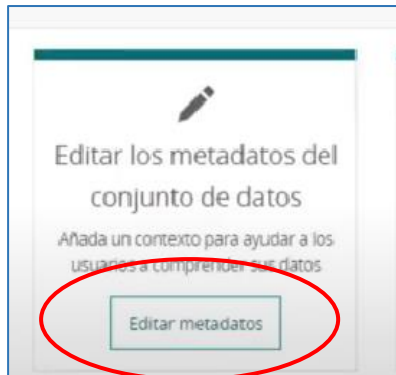 Editar los metadatos del
conjunto de datos
Añada un contexto para ayudar a los
usuarios a comprender sus datos
Editar metadatos